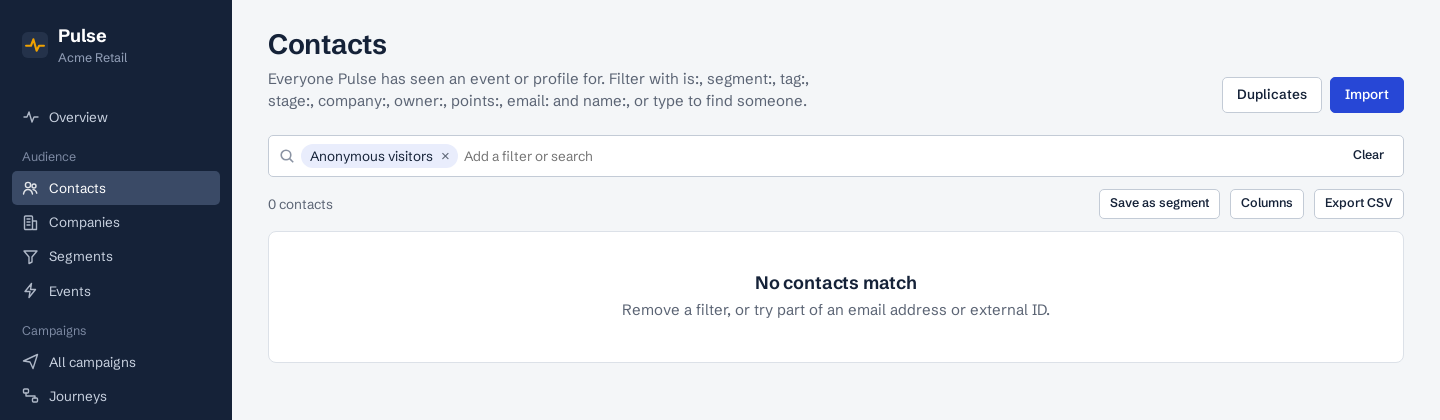 Pulse
Acme Retail
Overview
Audience
Contacts
Companies
Segments
Events
Campaigns
All campaigns
Journeys
Contacts
Everyone Pulse has seen an event or profile for. Filter with is:, segment:, tag:,
stage:, company:, owner:, points:, email: and name:, or type to find someone.
Duplicates
Import
Anonymous visitors ×
Add a filter or search
Clear
0 contacts
Save as segment
Columns
Export CSV
No contacts match
Remove a filter, or try part of an email address or external ID.